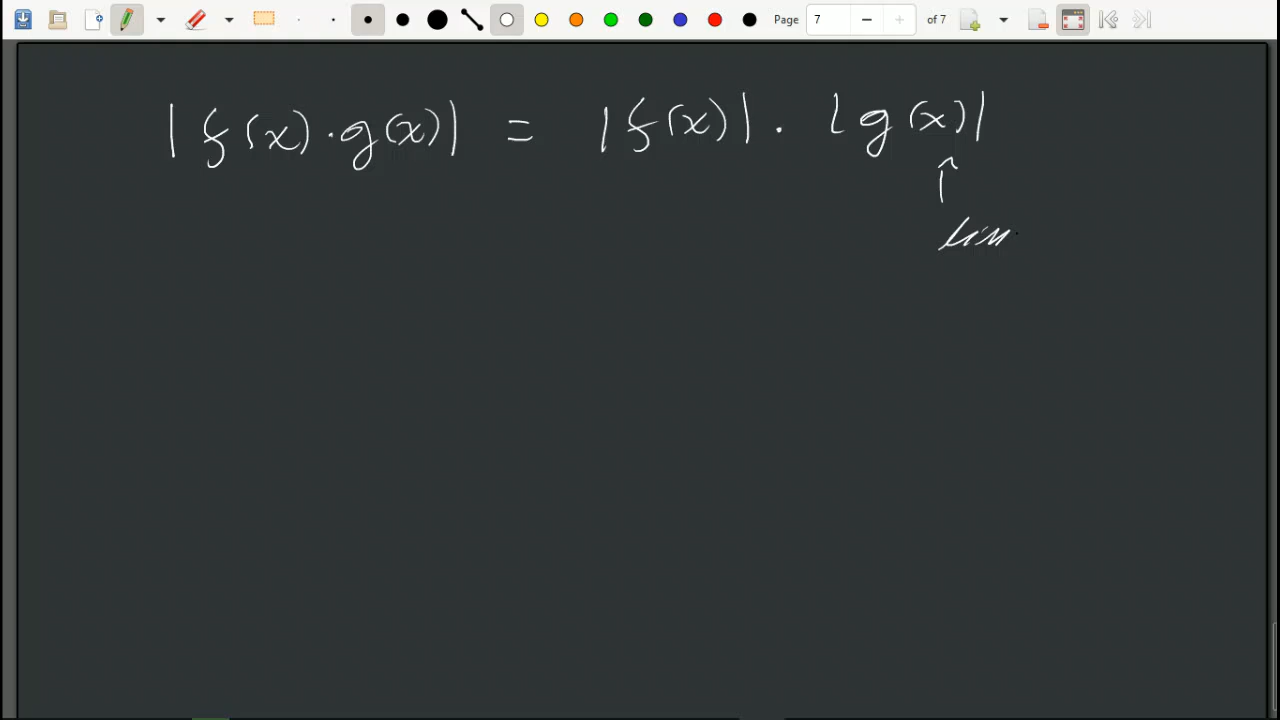 Page 7 of 7
|f(x)·g(x)| = |f(x)| · |g(x)|
↑
lim